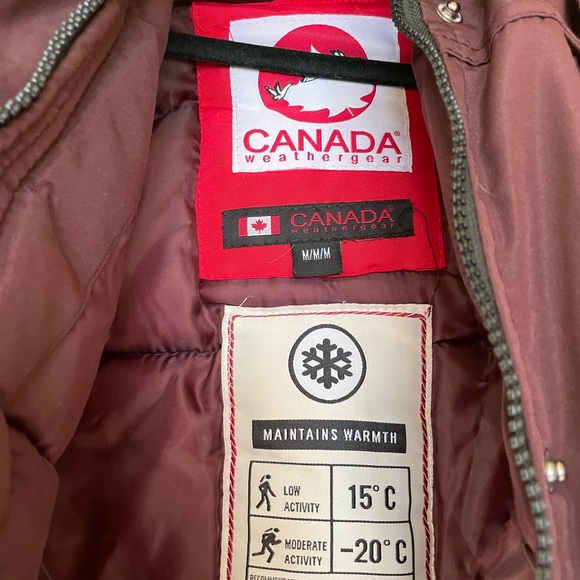 CANADA®
weathergear
CANADA
weathergear
M/M/M
MAINTAINS WARMTH
LOW ACTIVITY 15°C
MODERATE ACTIVITY -20°C